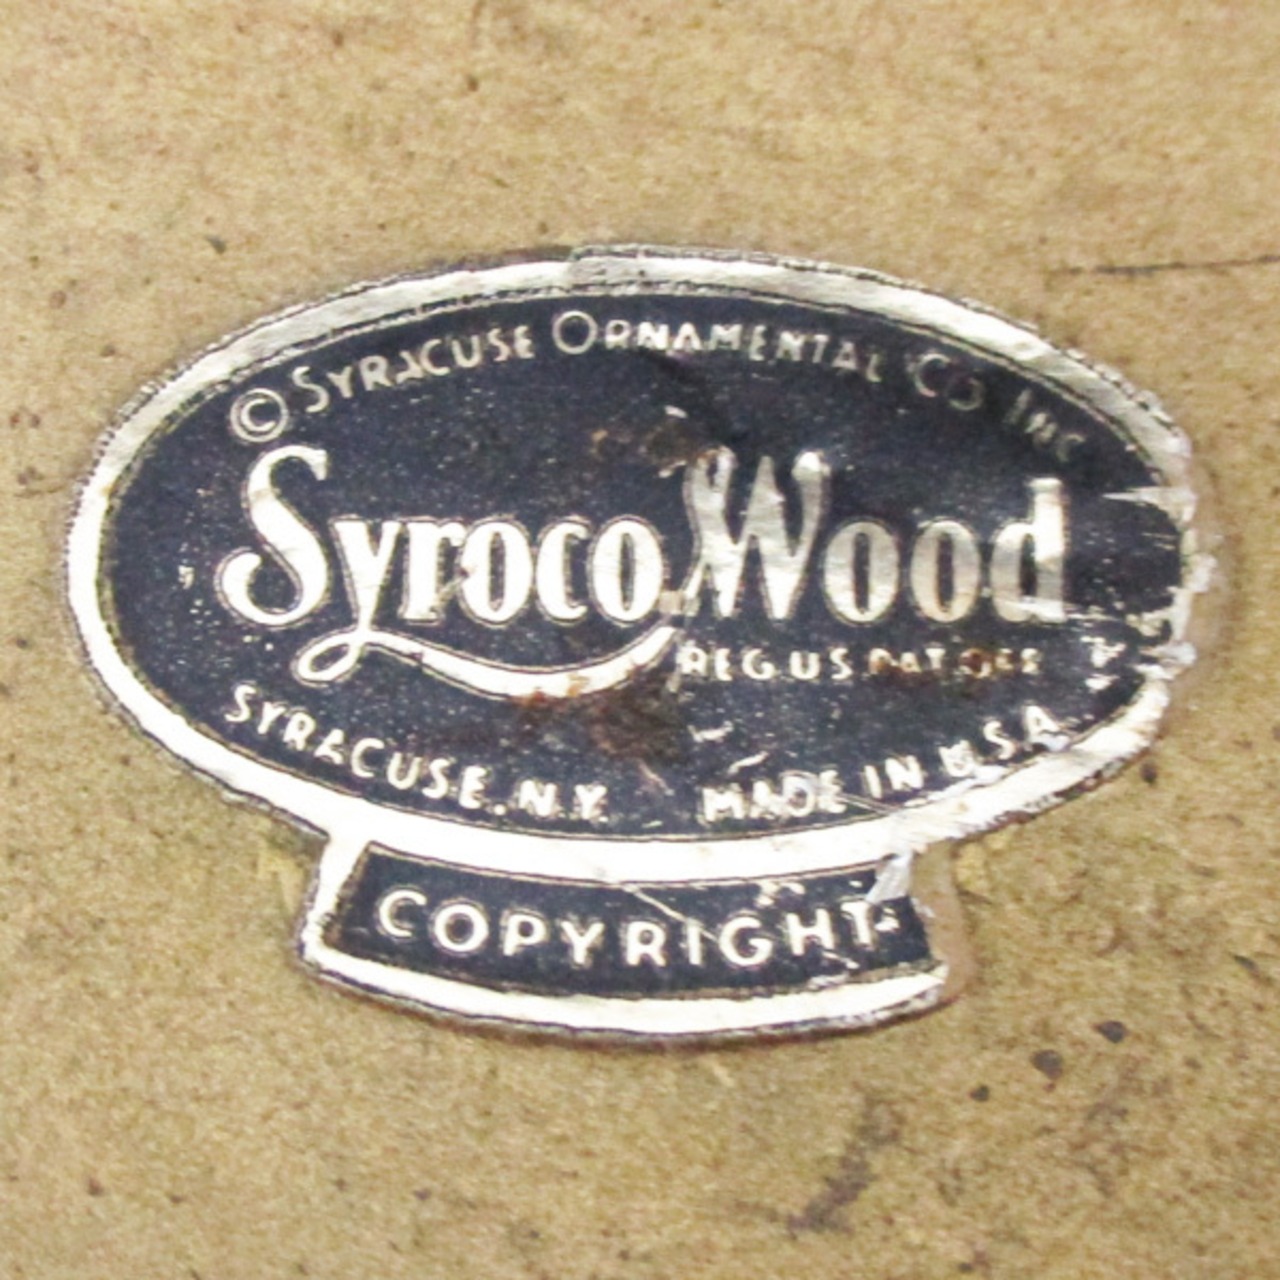 © SYRACUSE ORNAMENTAL CO INC
Syroco Wood
REG.U.S.PAT.OFF
SYRACUSE.N.Y. MADE IN U.S.A.
COPYRIGHT